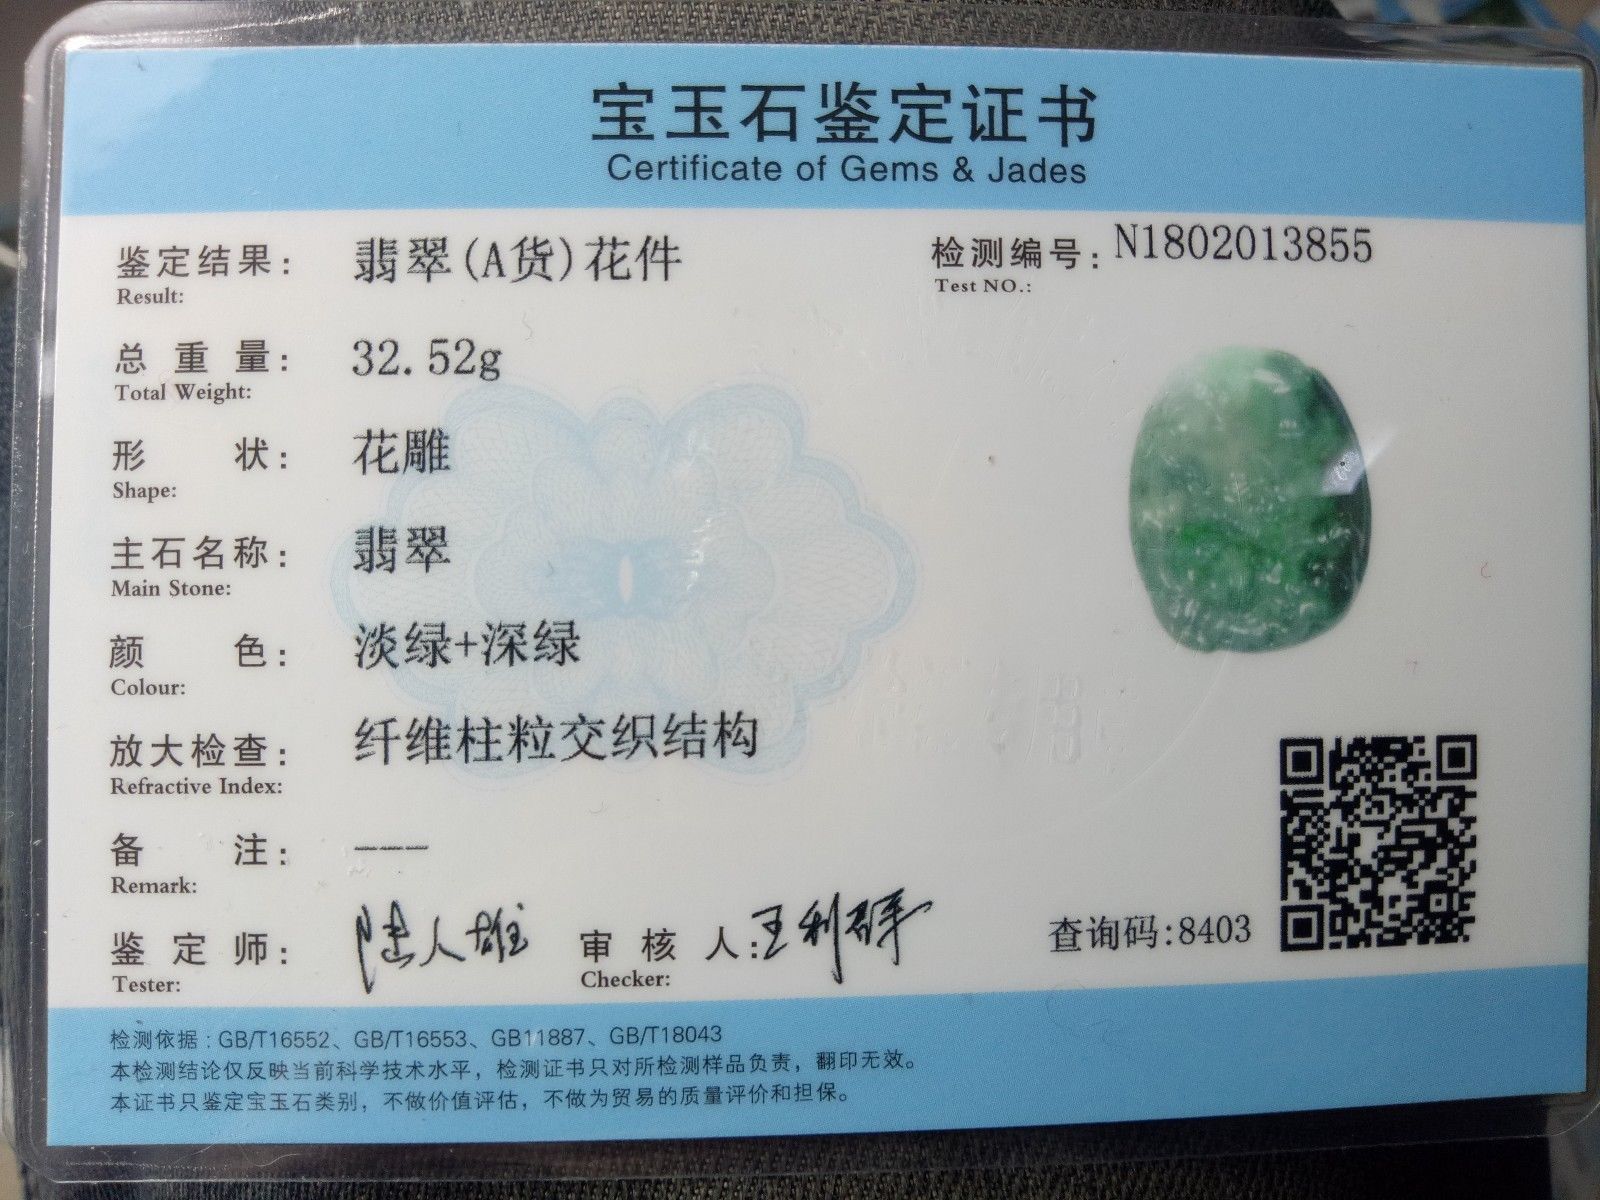 宝玉石鉴定证书
Certificate of Gems & Jades
鉴定结果: 翡翠(A货)花件
Result:
检测编号: N1802013855
Test NO.:
总重量: 32.52g
Total Weight:
形状: 花雕
Shape:
主石名称: 翡翠
Main Stone:
颜色: 淡绿+深绿
Colour:
放大检查: 纤维柱粒交织结构
Refractive Index:
备注: ---
Remark:
鉴定师:
Tester:
审核人: 王利群
Checker:
查询码:8403
检测依据: GB/T16552、GB/T16553、GB11887、GB/T18043
本检测结论仅反映当前科学技术水平，检测证书只对所检测样品负责，翻印无效。
本证书只鉴定宝玉石类别，不做价值评估，不做为贸易的质量评价和担保。